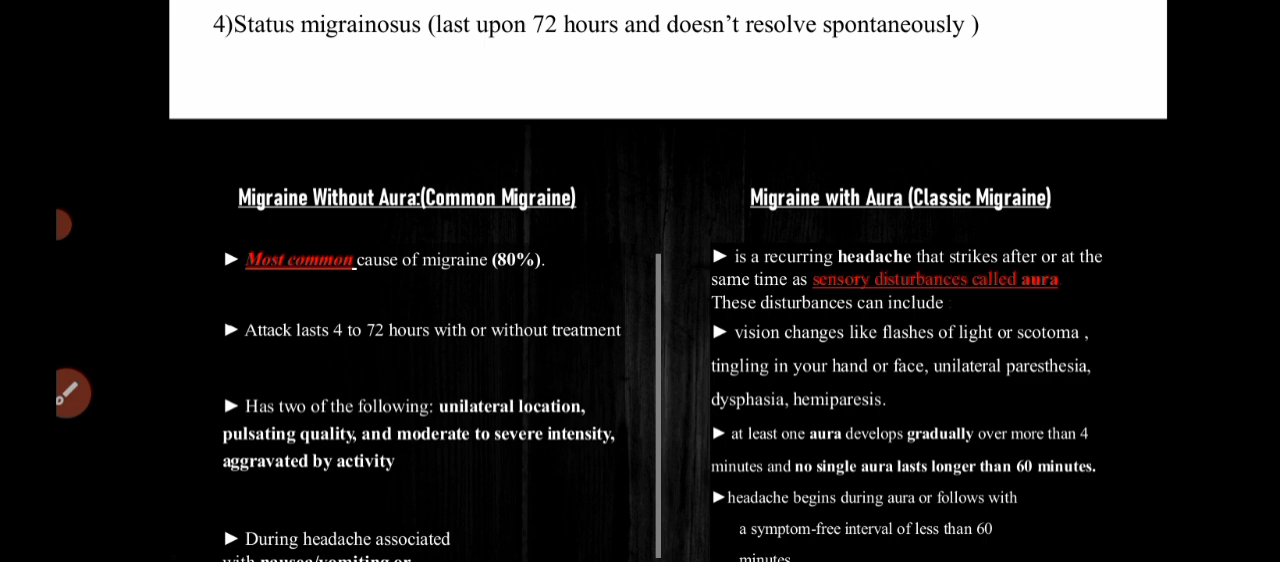 4)Status migrainosus (last upon 72 hours and doesn’t resolve spontaneously )
Migraine Without Aura:(Common Migraine)
► Most common cause of migraine (80%).
► Attack lasts 4 to 72 hours with or without treatment
► Has two of the following: unilateral location,
pulsating quality, and moderate to severe intensity,
aggravated by activity
► During headache associated
with nausea/vomiting or
Migraine with Aura (Classic Migraine)
► is a recurring headache that strikes after or at the
same time as sensory disturbances called aura
These disturbances can include
► vision changes like flashes of light or scotoma ,
tingling in your hand or face, unilateral paresthesia,
dysphasia, hemiparesis.
► at least one aura develops gradually over more than 4
minutes and no single aura lasts longer than 60 minutes.
►headache begins during aura or follows with
a symptom-free interval of less than 60
minutes